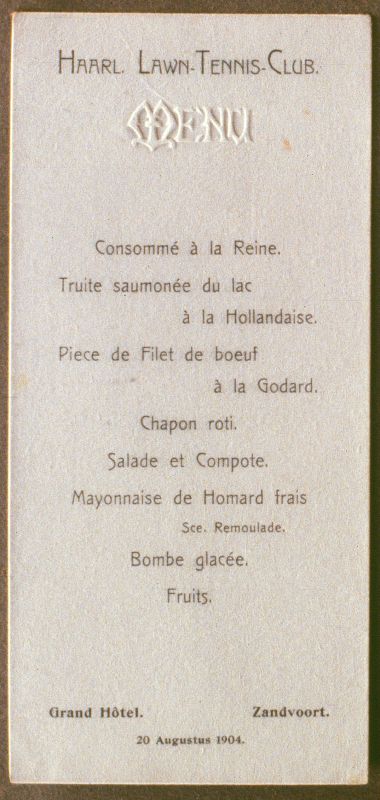 HAARL. LAWN-TENNIS-CLUB.
MENU
Consommé à la Reine.
Truite saumonée du lac
à la Hollandaise.
Piece de Filet de boeuf
à la Godard.
Chapon roti.
Salade et Compote.
Mayonnaise de Homard frais
Sce. Remoulade.
Bombe glacée.
Fruits.
Grand Hôtel. Zandvoort.
20 Augustus 1904.